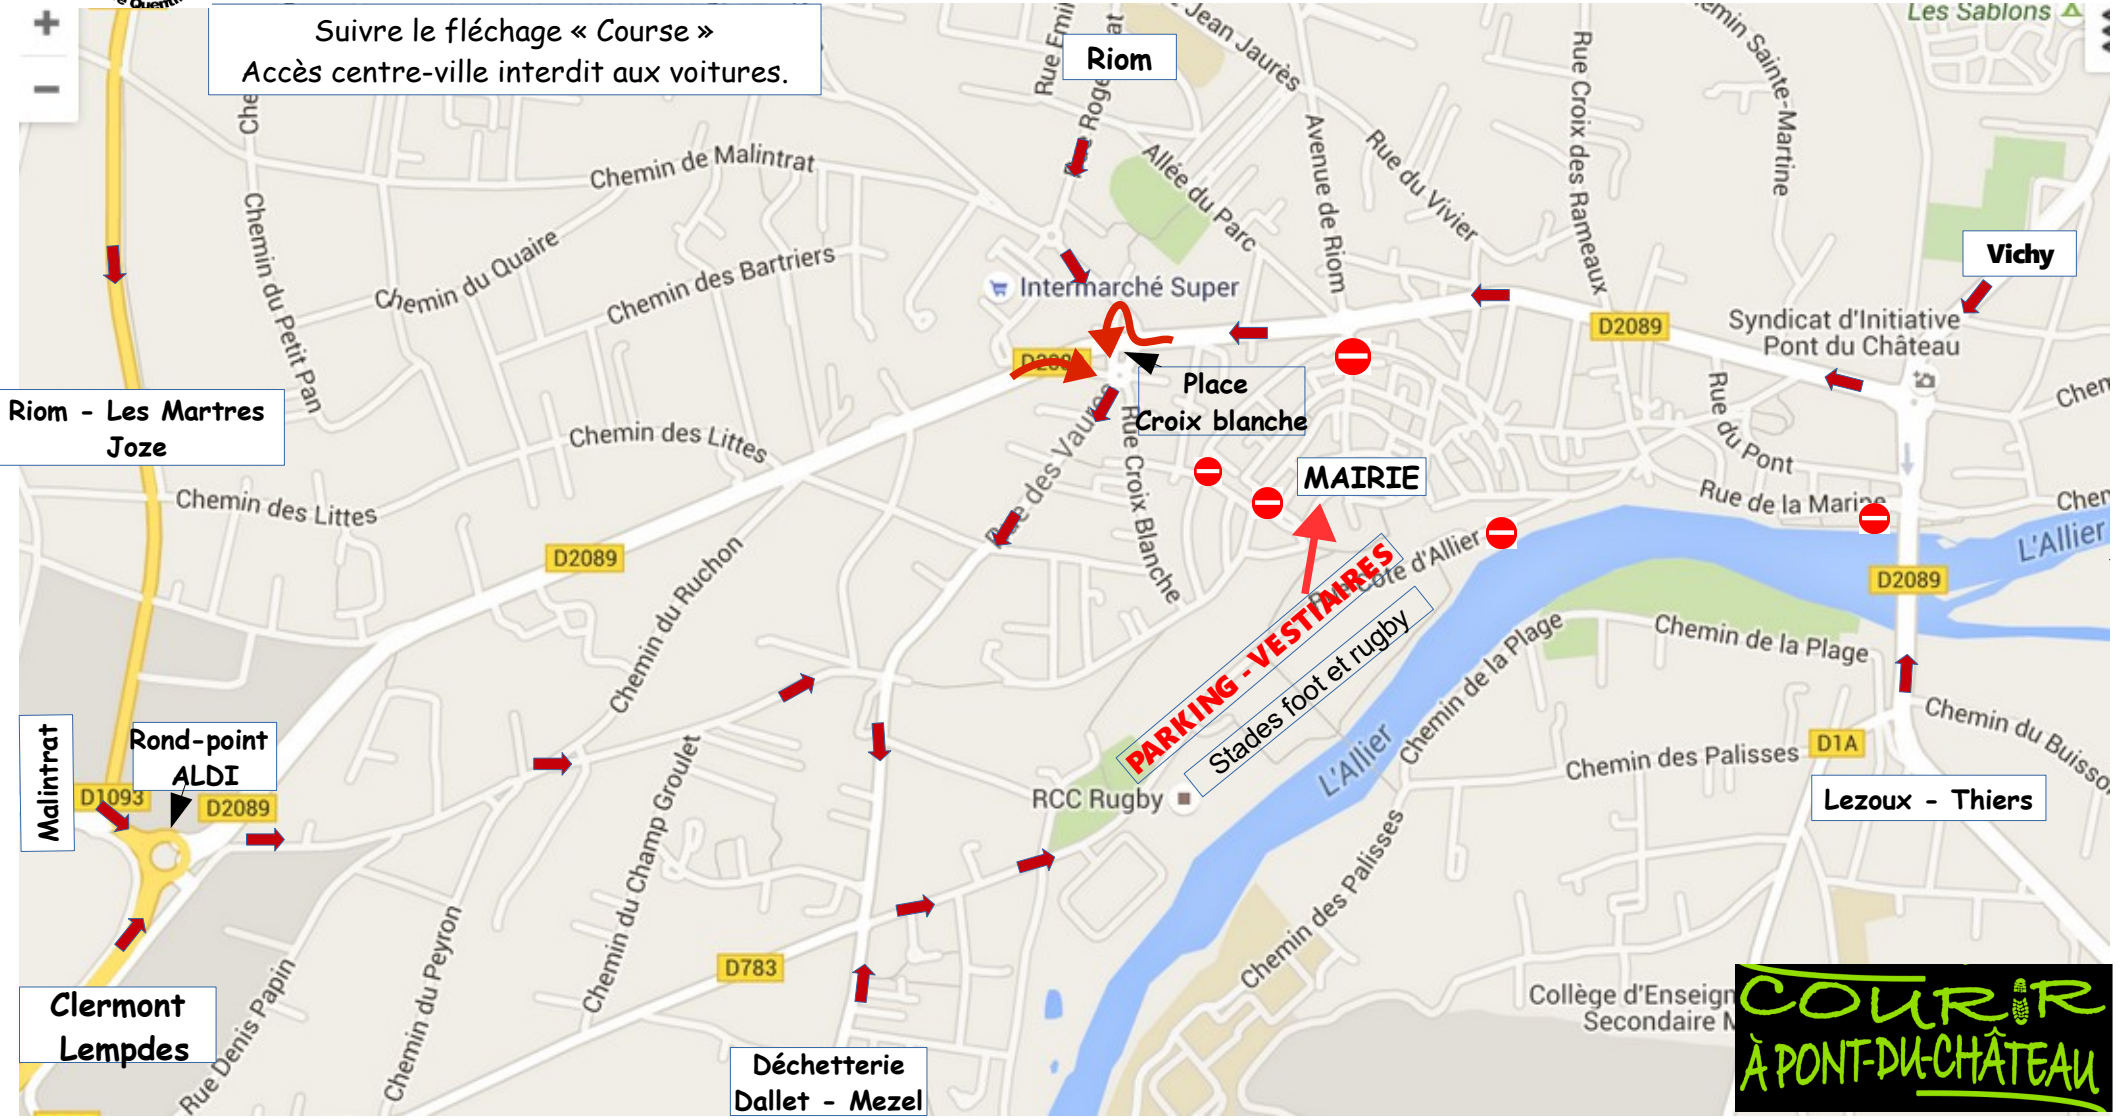 Suivre le fléchage « Course »
Accès centre-ville interdit aux voitures.
Riom
Jean Jaurès
Les Sablons
Chemin de Malintrat
Allée du Parc
Avenue de Riom
Rue du Vivier
Rue Croix des Rameaux
Chemin du Petit Pan
Chemin du Quaire
Chemin des Bartriers
Intermarché Super
Vichy
Syndicat d'Initiative
Pont du Château
D2089
Place
Croix blanche
Riom - Les Martres
Joze
Chemin des Littes
Chemin des Littes
Rue Croix Blanche
MAIRIE
Rue du Pont
Rue de la Marine
L'Allier
D2089
D2089
Chemin du Ruchon
PARKING - VESTIAIRES
Stades foot et rugby
Chemin de la Plage
Chemin de la Plage
Malintrat
Rond-point
ALDI
D1093
D2089
Chemin du Champ Groulet
RCC Rugby
L'Allier
Chemin des Palisses
D1A
Lezoux - Thiers
Chemin des Palisses
Chemin du Peyron
D783
Clermont
Lempdes
Rue Denis Papin
Déchetterie
Dallet - Mezel
COURIR
À PONT-DU-CHÂTEAU